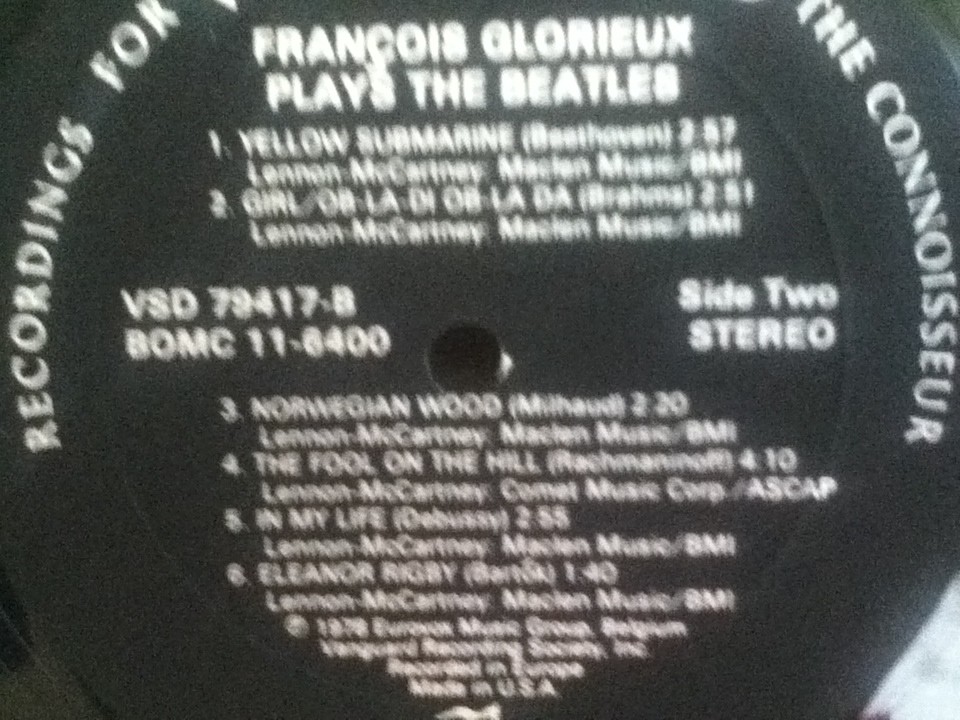 RECORDINGS FOR
THE CONNOISSEUR
FRANÇOIS GLORIEUX
PLAYS THE BEATLES
1. YELLOW SUBMARINE (Beethoven) 2:57
Lennon-McCartney: Maclen Music/BMI
2. GIRL/OB-LA-DI OB-LA DA (Brahms) 2:51
Lennon-McCartney: Maclen Music/BMI
VSD 79417-B
Side Two
BOMC 11-6400
STEREO
3. NORWEGIAN WOOD (Milhaud) 2:20
Lennon-McCartney: Maclen Music/BMI
4. THE FOOL ON THE HILL (Rachmaninoff) 4:10
Lennon-McCartney: Comet Music Corp./ASCAP
5. IN MY LIFE (Debussy) 2:55
Lennon-McCartney: Maclen Music/BMI
6. ELEANOR RIGBY (Bartók) 1:40
Lennon-McCartney: Maclen Music/BMI
℗ 1978 Music Group, Belgium
Vanguard Recording Society, Inc.
Recorded in Europe
Made in U.S.A.